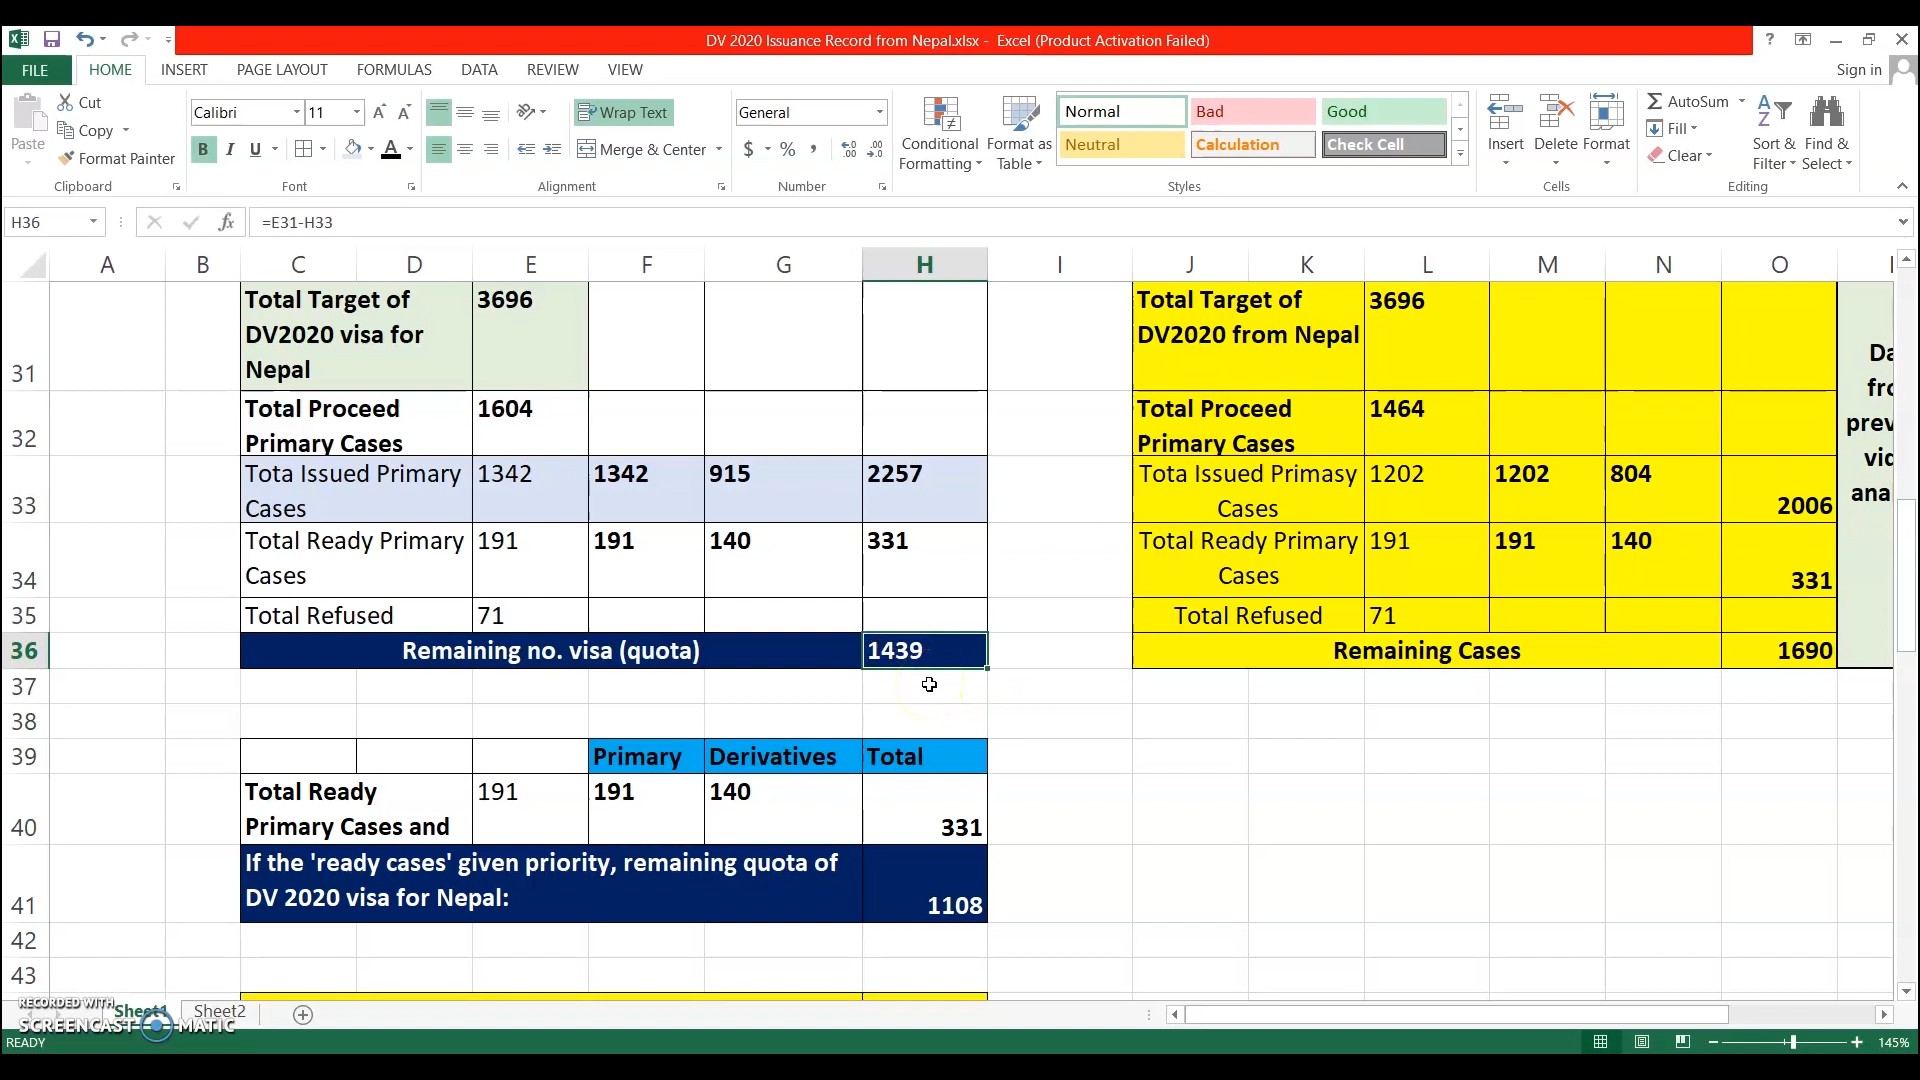 DV 2020 Issuance Record from Nepal.xlsx - Excel (Product Activation Failed)
?
FILE
HOME
INSERT
PAGE LAYOUT
FORMULAS
DATA
REVIEW
VIEW
Sign in
Paste
Cut
Copy
Format Painter
Clipboard
Calibri
11
B I U
Font
Wrap Text
Merge & Center
Alignment
General
$ % ,
Number
Conditional
Formatting
Format as
Table
Normal
Bad
Good
Neutral
Calculation
Check Cell
Styles
Insert
Delete
Format
Cells
AutoSum
Fill
Clear
Sort &
Filter
Find &
Select
Editing
H36
fx
=E31-H33
A B C D E F G H I J K L M N O
31
Total Target of
DV2020 visa for
Nepal
3696
Total Target of
DV2020 from Nepal
3696
32
Total Proceed
Primary Cases
1604
Total Proceed
Primary Cases
1464
33
Tota Issued Primary
Cases
1342
1342
915
2257
Tota Issued Primasy
Cases
1202
1202
804
2006
34
Total Ready Primary
Cases
191
191
140
331
Total Ready Primary
Cases
191
191
140
331
35
Total Refused
71
Total Refused
71
36
Remaining no. visa (quota)
1439
Remaining Cases
1690
37
38
39
Primary
Derivatives
Total
40
Total Ready
Primary Cases and
191
191
140
331
41
If the 'ready cases' given priority, remaining quota of
DV 2020 visa for Nepal:
1108
42
43
Sheet1
Sheet2
RECORDED WITH
SCREENCAST MATIC
READY
145%